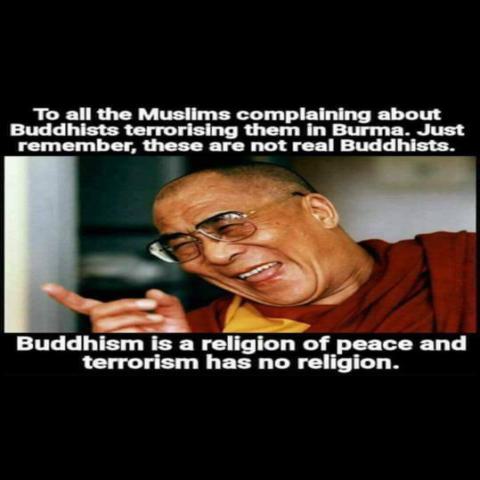 To all the Muslims complaining about
Buddhists terrorising them in Burma. Just
remember, these are not real Buddhists.
Buddhism is a religion of peace and
terrorism has no religion.